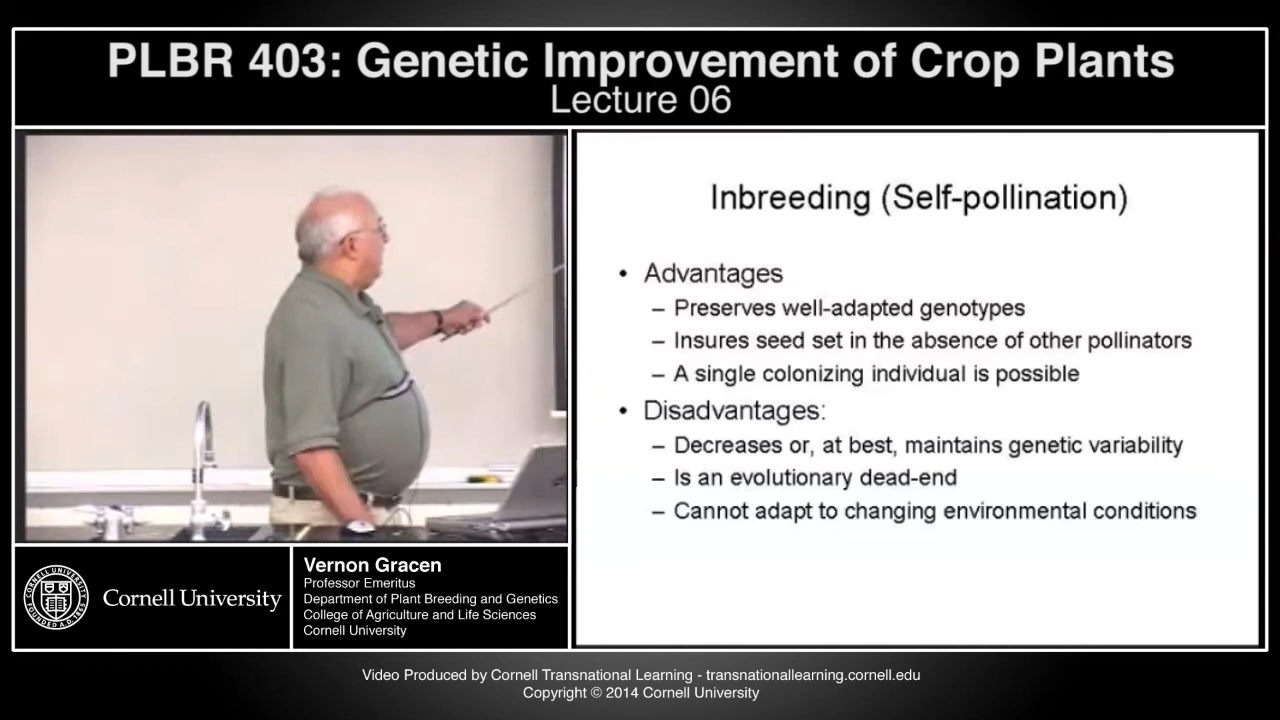 PLBR 403: Genetic Improvement of Crop Plants
Lecture 06
Inbreeding (Self-pollination)
• Advantages
– Preserves well-adapted genotypes
– Insures seed set in the absence of other pollinators
– A single colonizing individual is possible
• Disadvantages:
– Decreases or, at best, maintains genetic variability
– Is an evolutionary dead-end
– Cannot adapt to changing environmental conditions
Cornell University
Vernon Gracen
Professor Emeritus
Department of Plant Breeding and Genetics
College of Agriculture and Life Sciences
Cornell University
Video Produced by Cornell Transnational Learning - transnationallearning.cornell.edu
Copyright © 2014 Cornell University